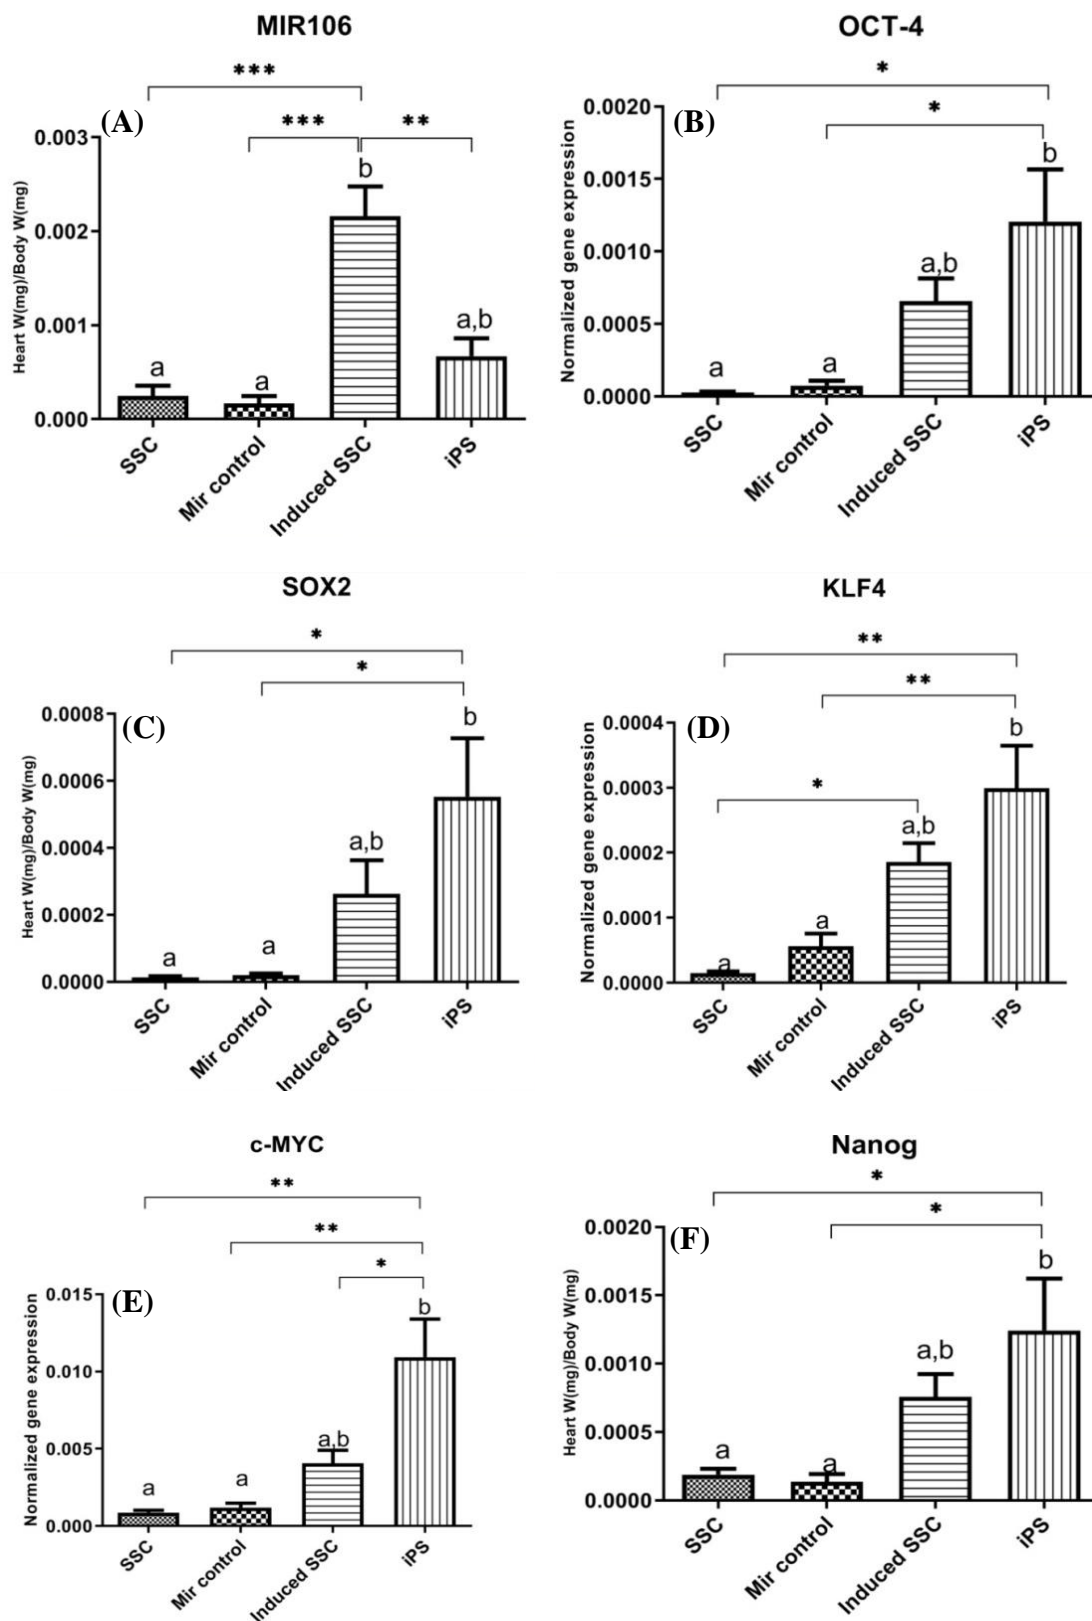 MIR106
***
(A)
*** **
Heart W(mg)/Body W(mg)
0.003
0.002
0.001
0.000
a
a
b
a,b
SSC
Mir control
Induced SSC
iPS
OCT-4
*
(B)
*
Normalized gene expression
0.0020
0.0015
0.0010
0.0005
0.0000
a
a
a,b
b
SSC
Mir control
Induced SSC
iPS
SOX2
*
*
(C)
Heart W(mg)/Body W(mg)
0.0008
0.0006
0.0004
0.0002
0.0000
a
a
a,b
b
SSC
Mir control
Induced SSC
iPS
KLF4
**
**
*
(D)
Normalized gene expression
0.0004
0.0003
0.0002
0.0001
0.0000
a
a
a,b
b
SSC
Mir control
Induced SSC
iPS
c-MYC
**
**
*
(E)
Normalized gene expression
0.015
0.010
0.005
0.000
a
a
a,b
b
SSC
Mir control
Induced SSC
iPS
Nanog
*
*
(F)
Heart W(mg)/Body W(mg)
0.0020
0.0015
0.0010
0.0005
0.0000
a
a
a,b
b
SSC
Mir control
Induced SSC
iPS